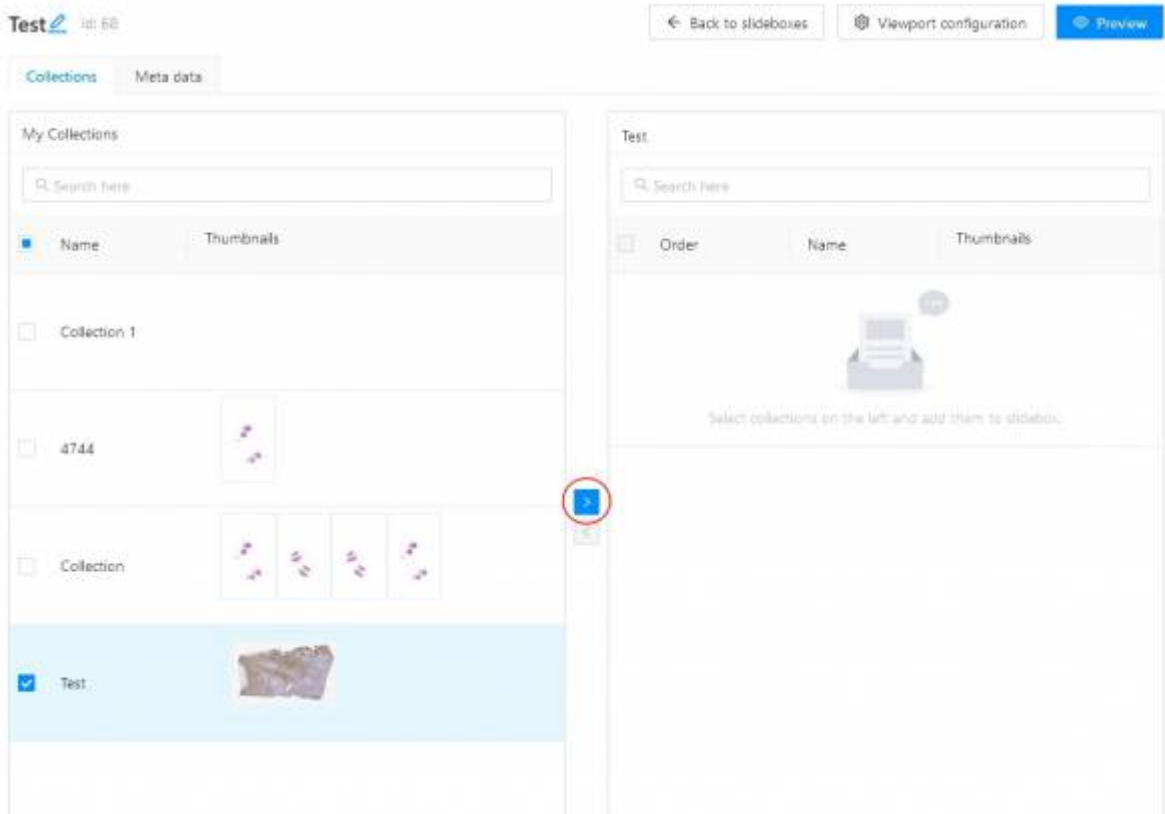 Test id: 68
Back to slideboxes
Viewport configuration
Preview
Collections
Meta data
My Collections
Search here
Name
Thumbnails
Collection 1
4744
Collection
Test
Test
Search here
Order
Name
Thumbnails
Select collections on the left and add them to slidebox.